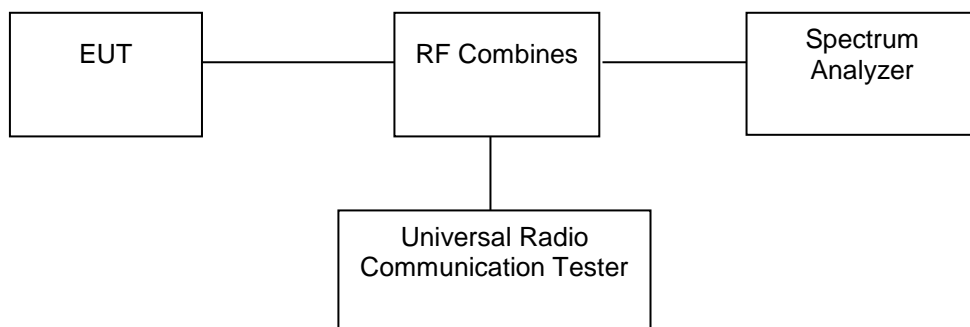 EUT
RF Combines
Spectrum
Analyzer
Universal Radio
Communication Tester